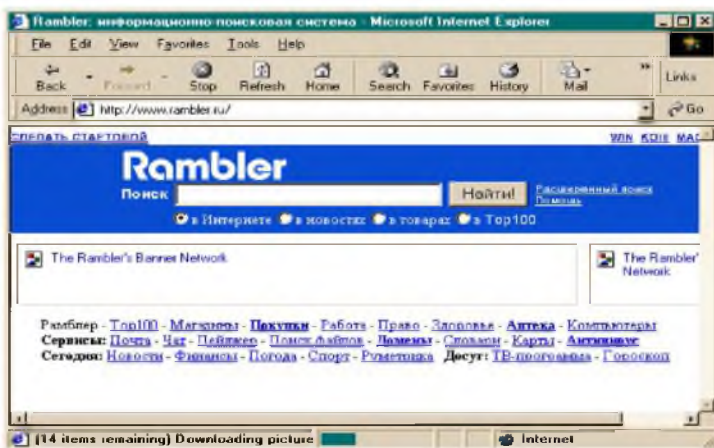 Rambler: информационно-поисковая система - Microsoft Internet Explorer
File Edit View Favorites Tools Help
Back Forward Stop Refresh Home Search Favorites History Mail » Links
Address http://www.rambler.ru/ Go
СДЕЛАТЬ СТАРТОВОЙ WIN KOI8 MAC
Rambler
Поиск Найти! Расширенный поиск
Помощь
в Интернете в новостях в товарах в Top100
The Rambler's Banner Network The Rambler'
Network
Рамблер - Top100 - Магазины - Покупки - Работа - Право - Здоровье - Аптека - Компьютеры
Сервисы: Почта - Чат - Пейджер - Поиск файлов - Домены - Словари - Карты - Антивирус
Сегодня: Новости - Финансы - Погода - Спорт - Руметрика Досуг: ТВ-программа - Гороскоп
(14 items remaining) Downloading picture Internet